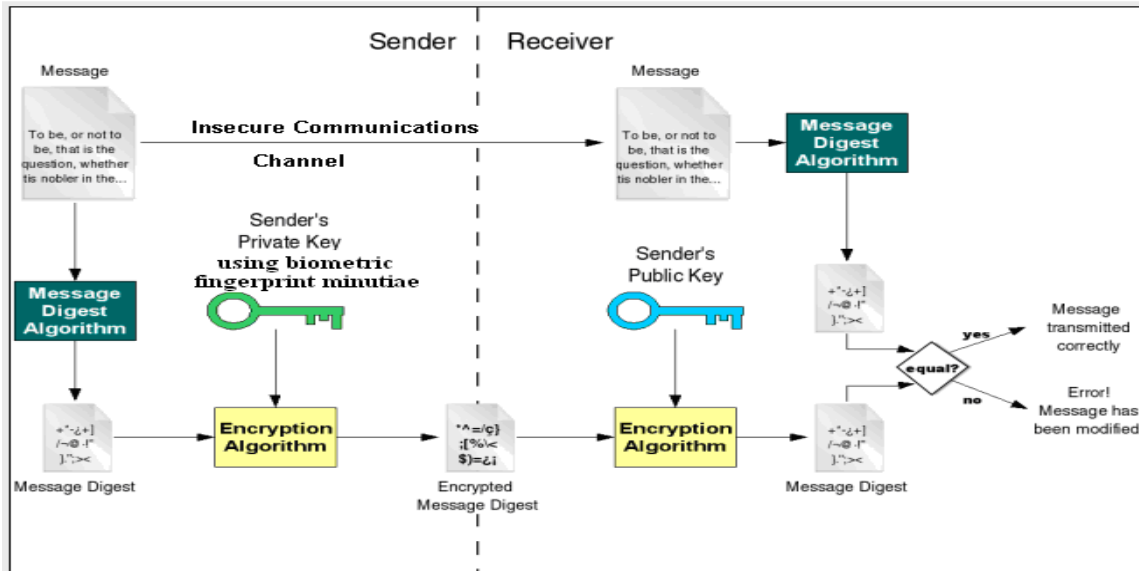 Sender
Receiver
Message
To be, or not to
be, that is the
question, whether
tis nobler in the...
Insecure Communications
Channel
Message
To be, or not to
be, that is the
question, whether
tis nobler in the...
Message
Digest
Algorithm
Sender's
Private Key
using biometric
fingerprint minutiae
Sender's
Public Key
Message
Digest
Algorithm
+"-¿+]
/¬@-!"
}.";><
equal?
yes
no
Message
transmitted
correctly
Error!
Message has
been modified
+"-¿+]
/¬@-!"
}.";><
Message Digest
Encryption
Algorithm
"^=/ç}
;[%\<
$)=¿¡
Encrypted
Message Digest
Encryption
Algorithm
+"-¿+]
/¬@-!"
}.";><
Message Digest